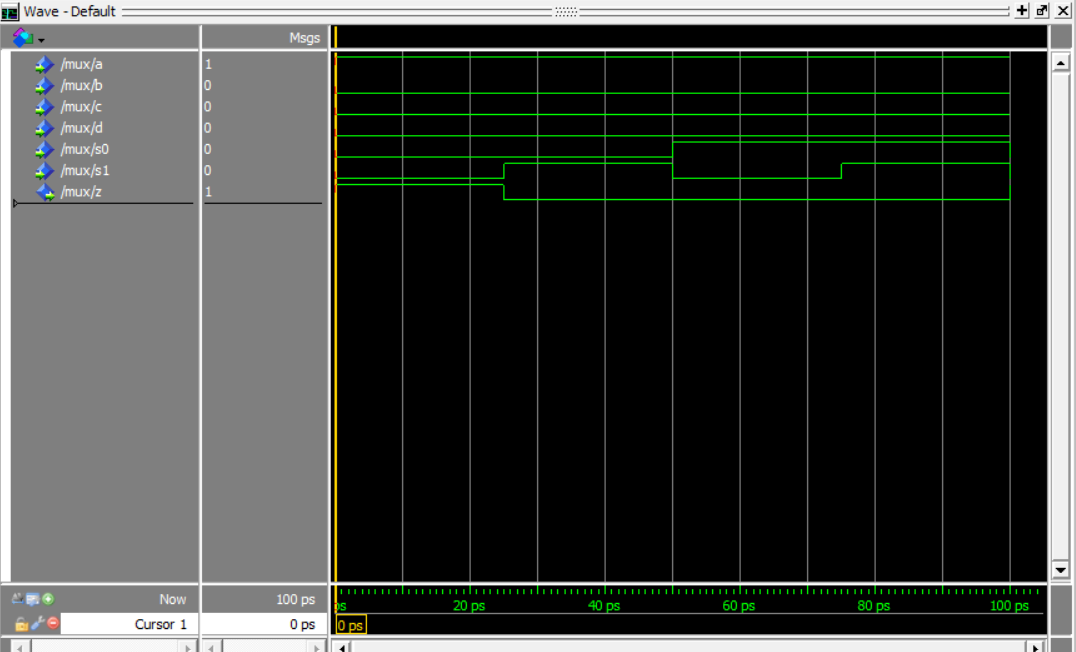 Wave - Default
Msgs
/mux/a 1
/mux/b 0
/mux/c 0
/mux/d 0
/mux/s0 0
/mux/s1 0
/mux/z 1
Now 100 ps
ps 20 ps 40 ps 60 ps 80 ps 100 ps
Cursor 1 0 ps
0 ps